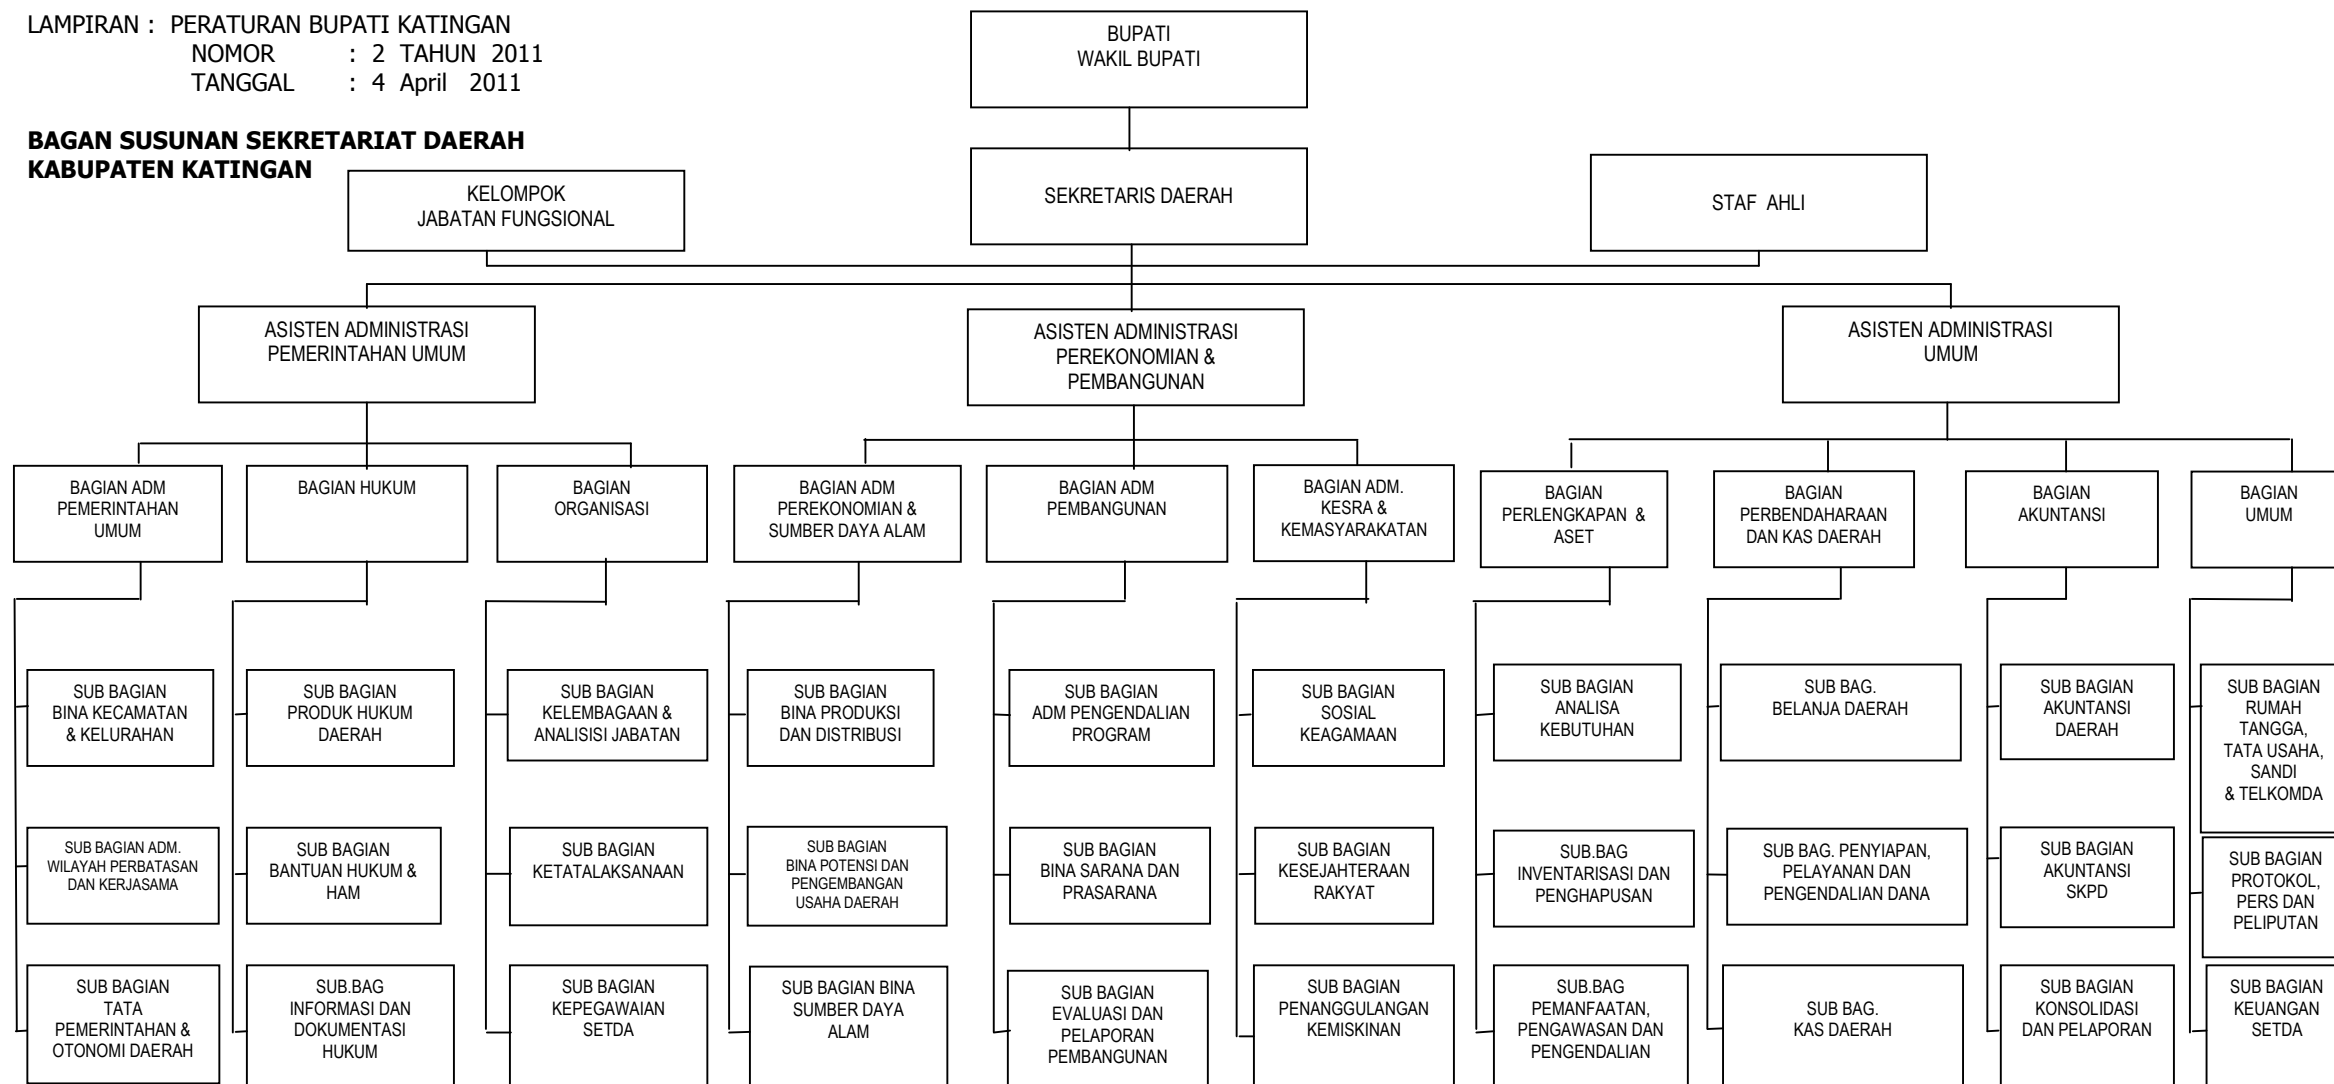 LAMPIRAN : PERATURAN BUPATI KATINGAN
NOMOR : 2 TAHUN 2011
TANGGAL : 4 April 2011
BAGAN SUSUNAN SEKRETARIAT DAERAH
KABUPATEN KATINGAN
BUPATI
WAKIL BUPATI
KELOMPOK
JABATAN FUNGSIONAL
SEKRETARIS DAERAH
STAF AHLI
ASISTEN ADMINISTRASI
PEMERINTAHAN UMUM
ASISTEN ADMINISTRASI
PEREKONOMIAN &
PEMBANGUNAN
ASISTEN ADMINISTRASI
UMUM
BAGIAN ADM
PEMERINTAHAN
UMUM
BAGIAN HUKUM
BAGIAN
ORGANISASI
BAGIAN ADM
PEREKONOMIAN &
SUMBER DAYA ALAM
BAGIAN ADM
PEMBANGUNAN
BAGIAN ADM.
KESRA &
KEMASYARAKATAN
BAGIAN
PERLENGKAPAN &
ASET
BAGIAN
PERBENDAHARAAN
DAN KAS DAERAH
BAGIAN
AKUNTANSI
BAGIAN
UMUM
SUB BAGIAN
BINA KECAMATAN
& KELURAHAN
SUB BAGIAN
PRODUK HUKUM
DAERAH
SUB BAGIAN
KELEMBAGAAN &
ANALISISI JABATAN
SUB BAGIAN
BINA PRODUKSI
DAN DISTRIBUSI
SUB BAGIAN
ADM PENGENDALIAN
PROGRAM
SUB BAGIAN
SOSIAL
KEAGAMAAN
SUB BAGIAN
ANALISA
KEBUTUHAN
SUB BAG.
BELANJA DAERAH
SUB BAGIAN
AKUNTANSI
DAERAH
SUB BAGIAN
RUMAH
TANGGA,
TATA USAHA,
SANDI
& TELKOMDA
SUB BAGIAN ADM.
WILAYAH PERBATASAN
DAN KERJASAMA
SUB BAGIAN
BANTUAN HUKUM &
HAM
SUB BAGIAN
KETATALAKSANAAN
SUB BAGIAN
BINA POTENSI DAN
PENGEMBANGAN
USAHA DAERAH
SUB BAGIAN
BINA SARANA DAN
PRASARANA
SUB BAGIAN
KESEJAHTERAAN
RAKYAT
SUB.BAG
INVENTARISASI DAN
PENGHAPUSAN
SUB BAG. PENYIAPAN,
PELAYANAN DAN
PENGENDALIAN DANA
SUB BAGIAN
AKUNTANSI
SKPD
SUB BAGIAN
PROTOKOL,
PERS DAN
PELIPUTAN
SUB BAGIAN
TATA
PEMERINTAHAN &
OTONOMI DAERAH
SUB.BAG
INFORMASI DAN
DOKUMENTASI
HUKUM
SUB BAGIAN
KEPEGAWAIAN
SETDA
SUB BAGIAN BINA
SUMBER DAYA
ALAM
SUB BAGIAN
EVALUASI DAN
PELAPORAN
PEMBANGUNAN
SUB BAGIAN
PENANGGULANGAN
KEMISKINAN
SUB.BAG
PEMANFAATAN,
PENGAWASAN DAN
PENGENDALIAN
SUB BAG.
KAS DAERAH
SUB BAGIAN
KONSOLIDASI
DAN PELAPORAN
SUB BAGIAN
KEUANGAN
SETDA